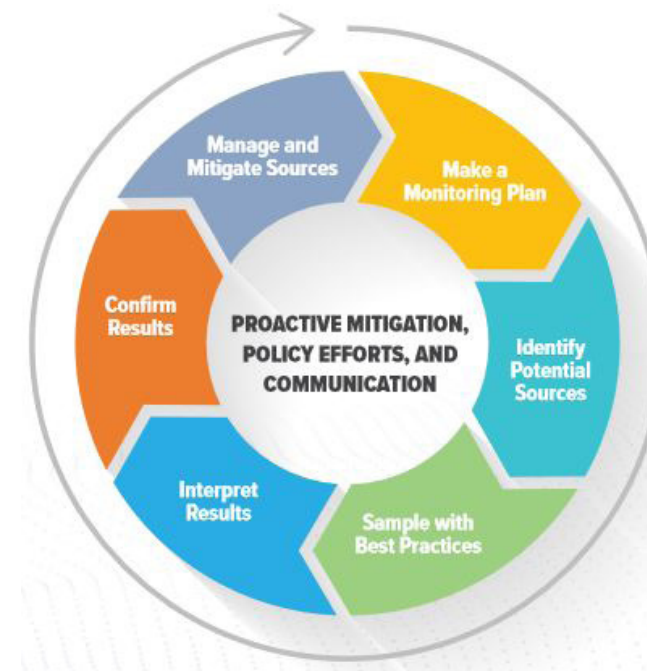 Manage and
Mitigate Sources
Make a
Monitoring Plan
Confirm
Results
PROACTIVE MITIGATION,
POLICY EFFORTS, AND
COMMUNICATION
Identify
Potential
Sources
Interpret
Results
Sample with
Best Practices